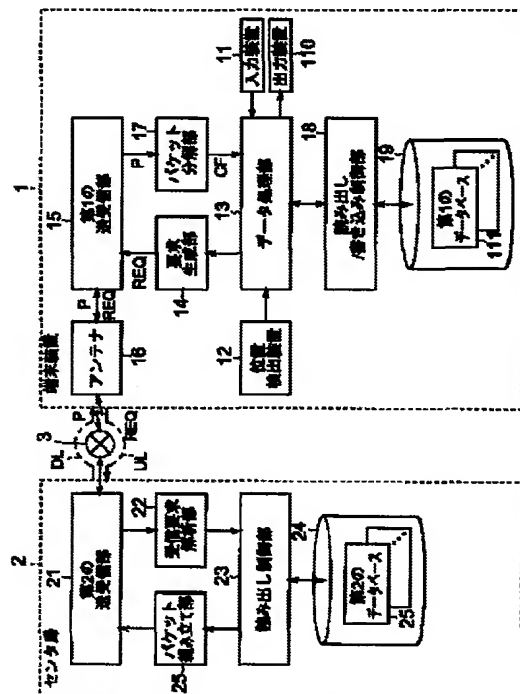 2
センタ局
21
第2の
送受信部
22
受信要求
解析部
パケット
組み立て部
25
23
読み出し制御部
24
第2の
データベース
25
3
DL
UL
P
REQ
1
端末装置
アンテナ
16
P
REQ
15
第1の
送受信部
REQ
P
17
要求
生成部
14
パケット
分解部
CF
13
データ処理部
12
位置
検出装置
11
入力装置
出力装置
110
18
読み出し
/書き込み制御部
19
第1の
データベース
111